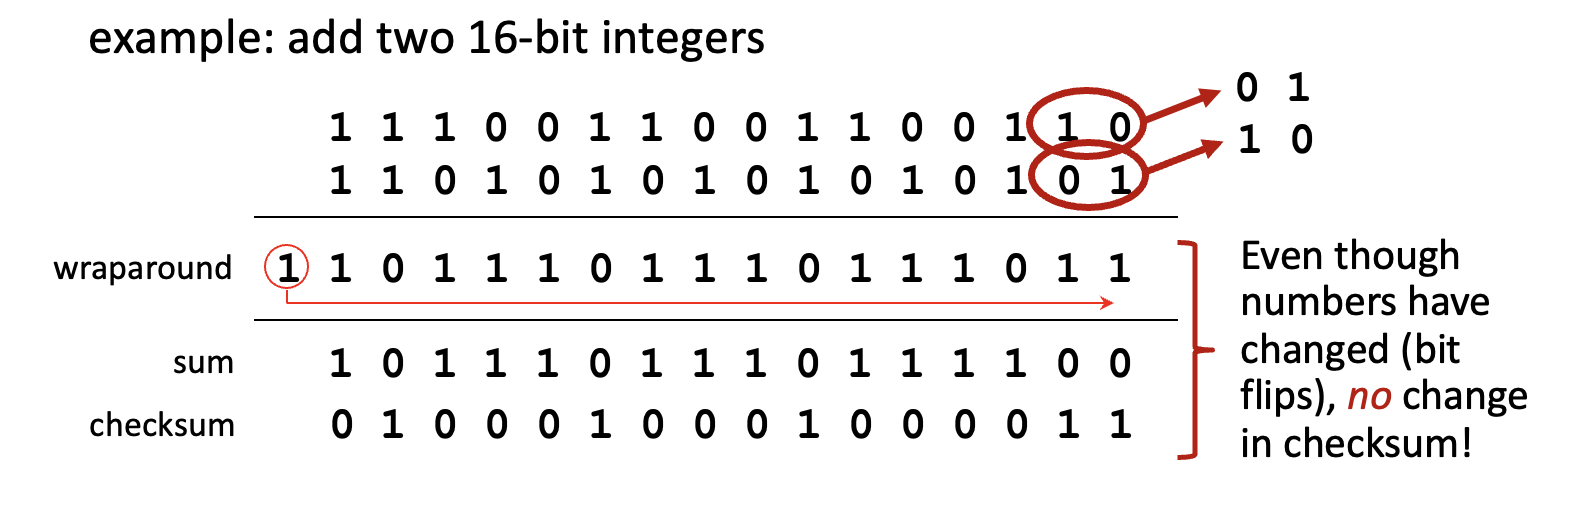 example: add two 16-bit integers
0 1
1 1 1 0 0 1 1 0 0 1 1 0 0 1 1 0
1 0
1 1 0 1 0 1 0 1 0 1 0 1 0 1 0 1
wraparound 1 1 0 1 1 1 0 1 1 1 0 1 1 1 0 1 1
sum 1 0 1 1 1 0 1 1 1 0 1 1 1 1 0 0
checksum 0 1 0 0 0 1 0 0 0 1 0 0 0 0 1 1
Even though
numbers have
changed (bit
flips), no change
in checksum!